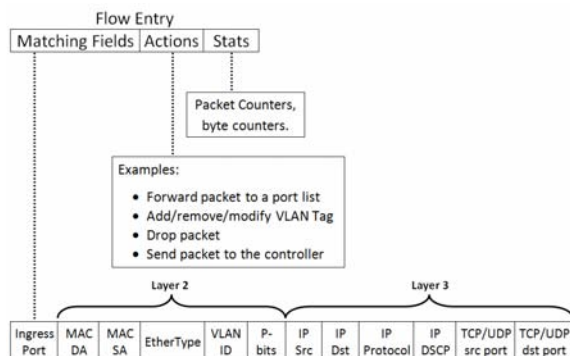 Flow Entry
Matching Fields Actions Stats
Packet Counters,
byte counters.
Examples:
• Forward packet to a port list
• Add/remove/modify VLAN Tag
• Drop packet
• Send packet to the controller
Layer 2 Layer 3
Ingress Port MAC DA MAC SA EtherType VLAN ID P-bits IP Src IP Dst IP Protocol IP DSCP TCP/UDP src port TCP/UDP dst port